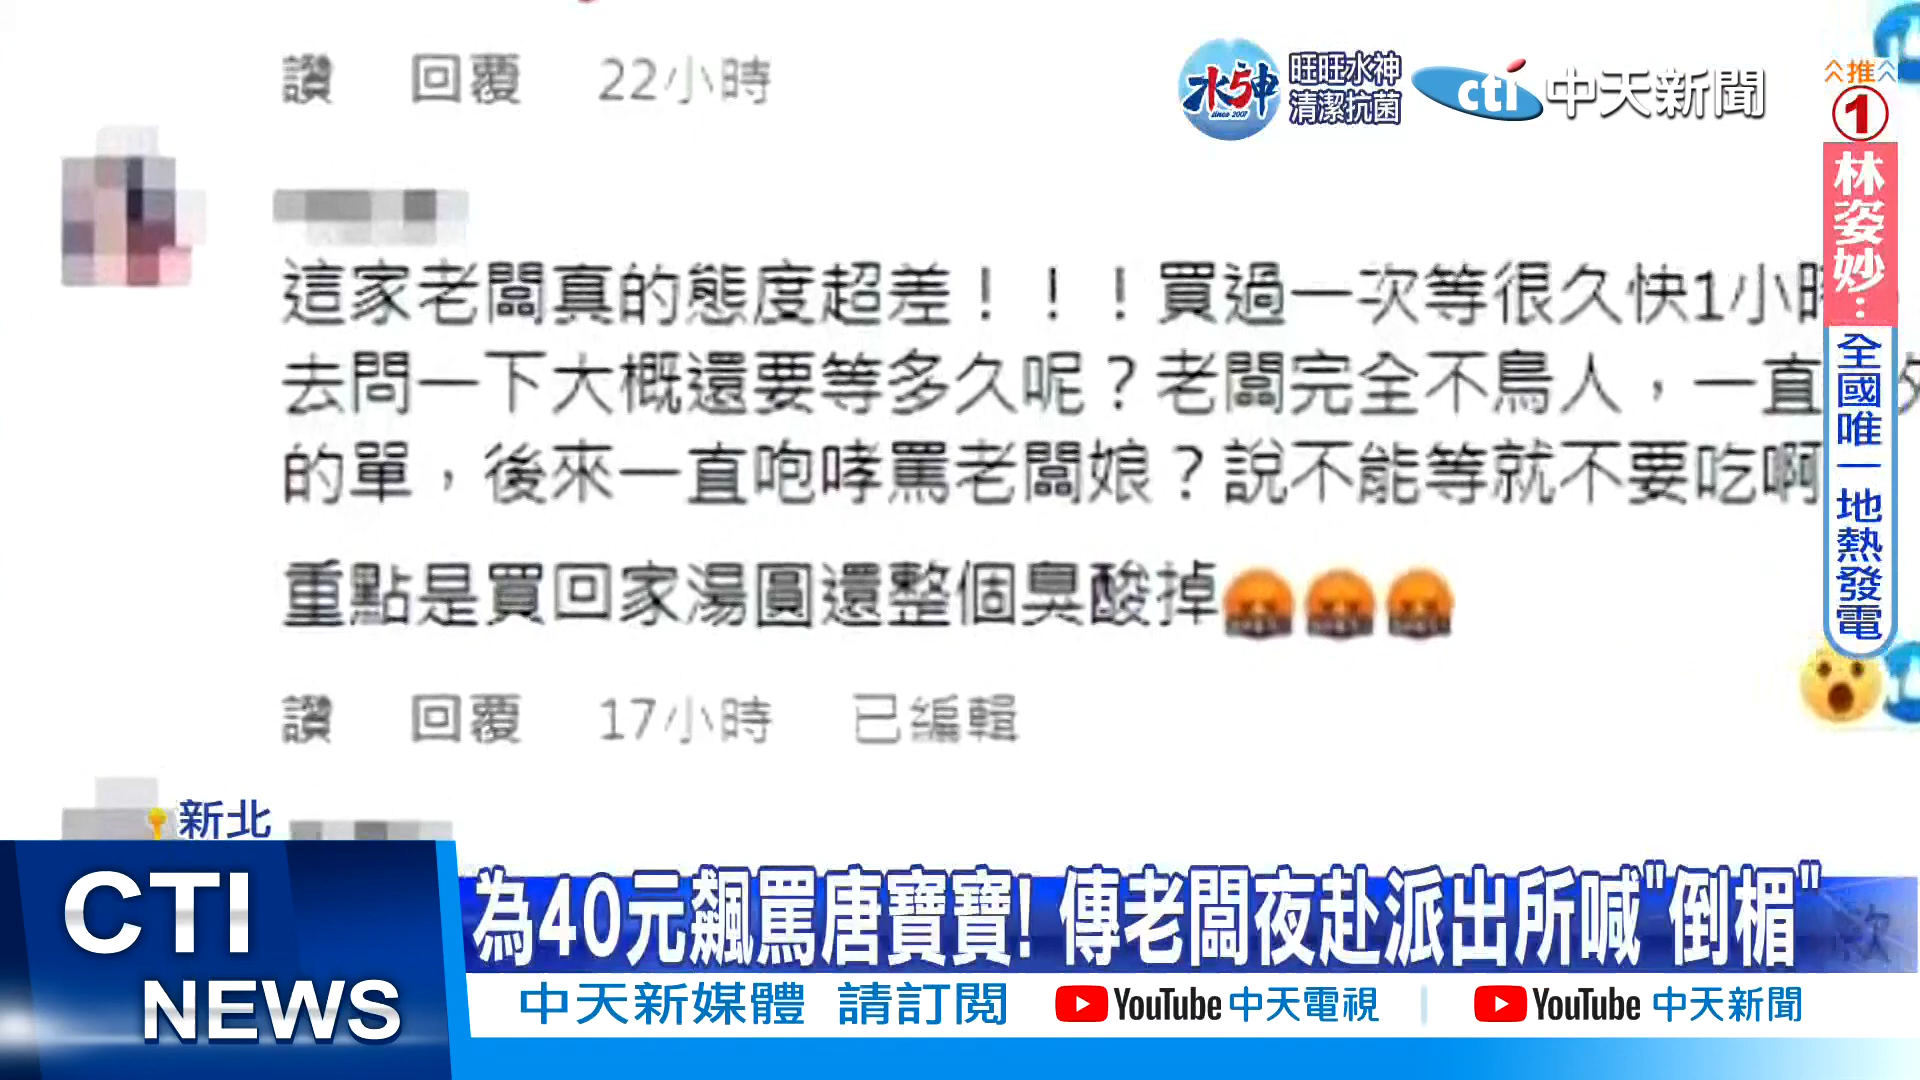 讚 回覆 22小時
水神
since 2007
旺旺水神
清潔抗菌
cti 中天新聞
推
1
林姿妙：
全國唯一地熱發電
這家老闆真的態度超差！！！買過一次等很久快1小時
去問一下大概還要等多久呢？老闆完全不鳥人，一直
的單，後來一直咆哮罵老闆娘？說不能等就不要吃啊
重點是買回家湯圓還整個臭酸掉
讚 回覆 17小時 已編輯
新北
CTI
NEWS
為40元飆罵唐寶寶! 傳老闆夜赴派出所喊"倒楣"
中天新媒體 請訂閱 YouTube 中天電視 | YouTube 中天新聞